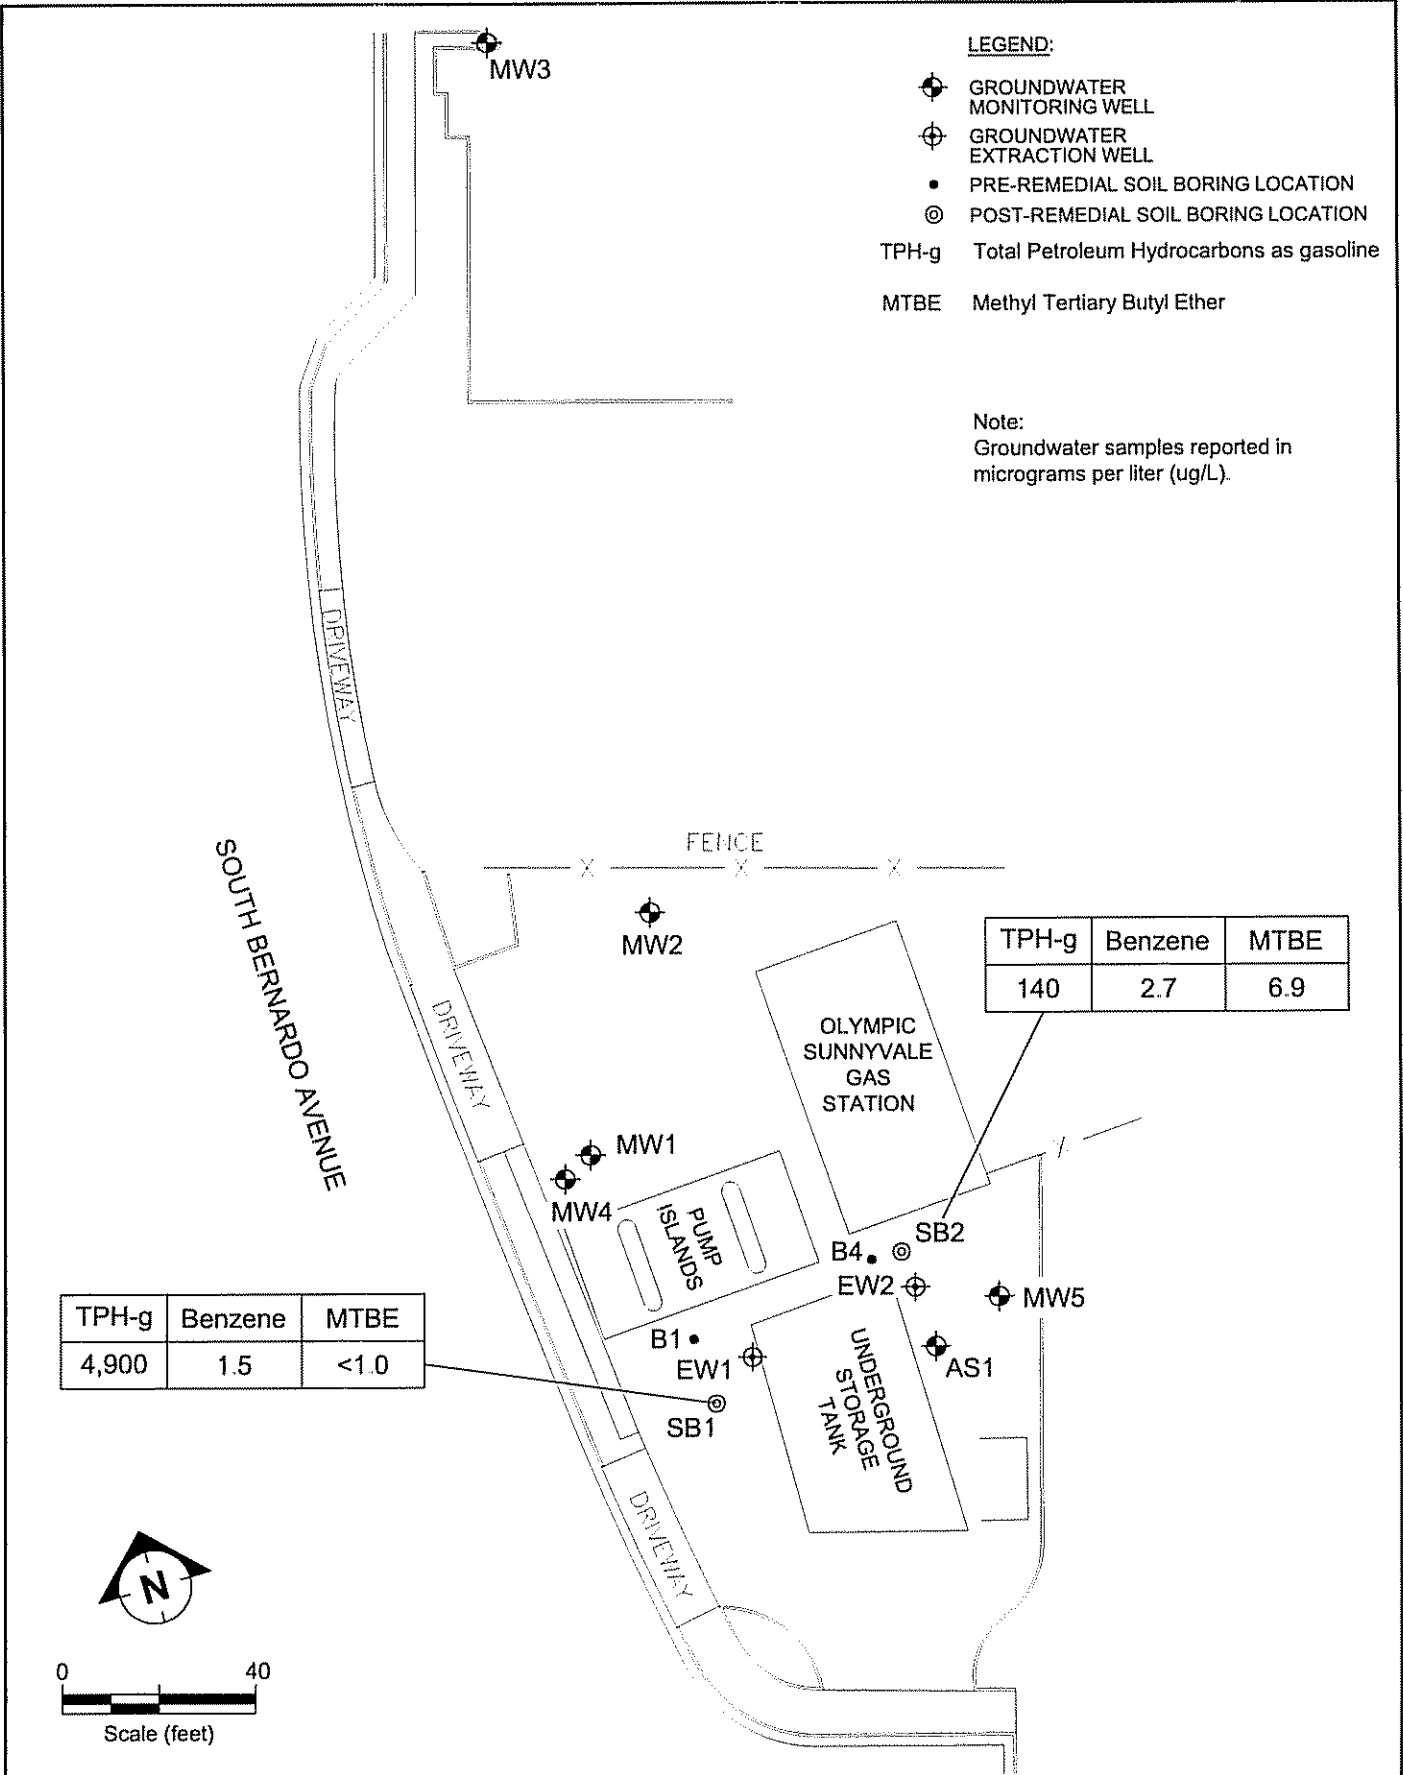 MW3
LEGEND:
GROUNDWATER
MONITORING WELL
GROUNDWATER
EXTRACTION WELL
PRE-REMEDIAL SOIL BORING LOCATION
POST-REMEDIAL SOIL BORING LOCATION
TPH-g Total Petroleum Hydrocarbons as gasoline
MTBE Methyl Tertiary Butyl Ether
Note:
Groundwater samples reported in
micrograms per liter (ug/L).
DRIVEWAY
SOUTH BERNARDO AVENUE
FENCE
X X X
MW2
TPH-g Benzene MTBE
140 2.7 6.9
DRIVEWAY
OLYMPIC
SUNNYVALE
GAS
STATION
MW1
MW4
PUMP
ISLANDS
SB2
B4
EW2
MW5
TPH-g Benzene MTBE
4,900 1.5 <1.0
B1
EW1
AS1
SB1
UNDERGROUND
STORAGE
TANK
DRIVEWAY
N
0 40
Scale (feet)